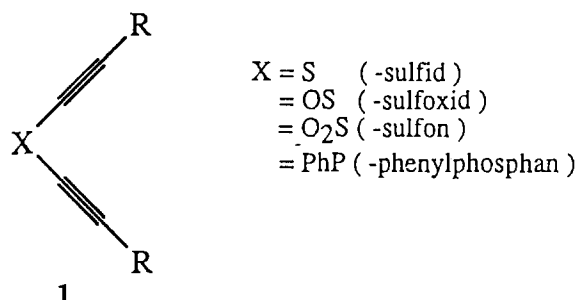 R
X = S ( -sulfid )
= OS ( -sulfoxid )
X
= O2S ( -sulfon )
= PhP ( -phenylphosphan )
R
1